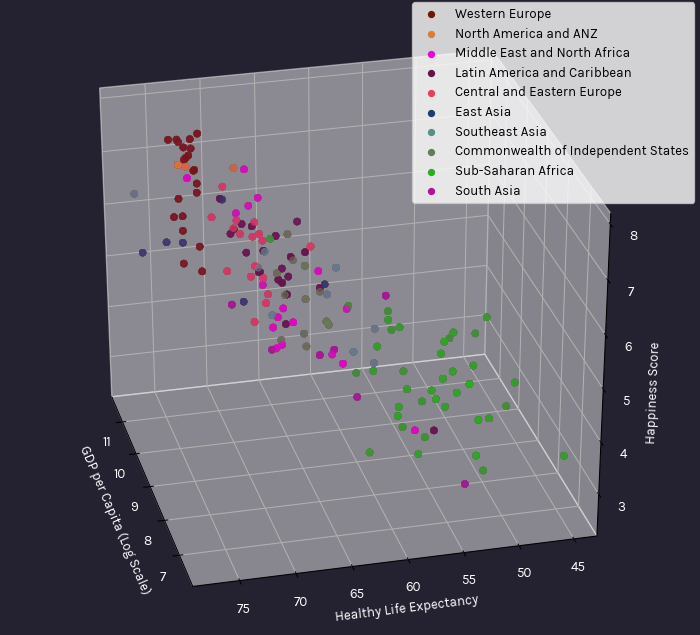 Western Europe
North America and ANZ
Middle East and North Africa
Latin America and Caribbean
Central and Eastern Europe
East Asia
Southeast Asia
Commonwealth of Independent States
Sub-Saharan Africa
South Asia
8
7
6
5
4
3
Happiness Score
11
10
9
8
7
GDP per Capita (Log Scale)
75
70
65
60
55
50
45
Healthy Life Expectancy